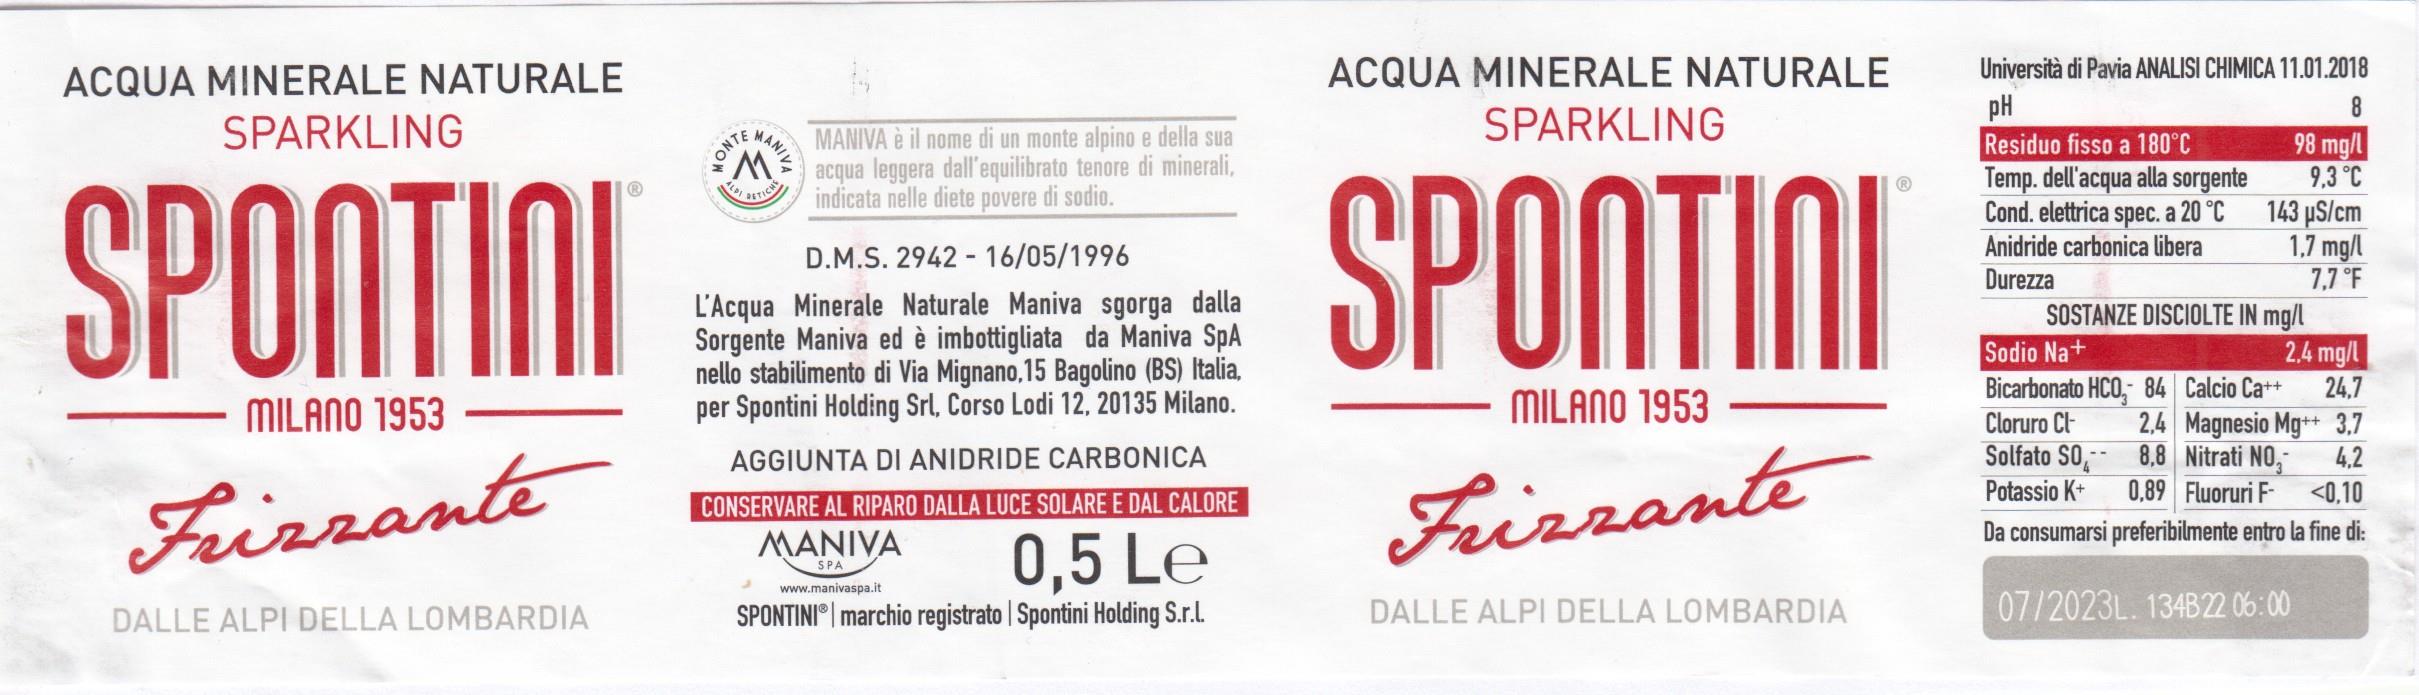 ACQUA MINERALE NATURALE
SPARKLING
SPONTINI®
MILANO 1953
Frizzante
DALLE ALPI DELLA LOMBARDIA
MONTE MANIVA
M
ALPI RETICHE
MANIVA è il nome di un monte alpino e della sua
acqua leggera dall'equilibrato tenore di minerali,
indicata nelle diete povere di sodio.
D.M.S. 2942 - 16/05/1996
L'Acqua Minerale Naturale Maniva sgorga dalla
Sorgente Maniva ed è imbottigliata da Maniva SpA
nello stabilimento di Via Mignano,15 Bagolino (BS) Italia,
per Spontini Holding Srl, Corso Lodi 12, 20135 Milano.
AGGIUNTA DI ANIDRIDE CARBONICA
CONSERVARE AL RIPARO DALLA LUCE SOLARE E DAL CALORE
MANIVA
SPA
www.manivaspa.it
0,5 L℮
SPONTINI® | marchio registrato | Spontini Holding S.r.l.
ACQUA MINERALE NATURALE
SPARKLING
SPONTINI®
MILANO 1953
Frizzante
DALLE ALPI DELLA LOMBARDIA
Università di Pavia ANALISI CHIMICA 11.01.2018
pH 8
Residuo fisso a 180°C 98 mg/l
Temp. dell'acqua alla sorgente 9,3 °C
Cond. elettrica spec. a 20 °C 143 µS/cm
Anidride carbonica libera 1,7 mg/l
Durezza 7,7 °F
SOSTANZE DISCIOLTE IN mg/l
Sodio Na+ 2,4 mg/l
Bicarbonato HCO₃- 84 | Calcio Ca++ 24,7
Cloruro Cl- 2,4 | Magnesio Mg++ 3,7
Solfato SO₄-- 8,8 | Nitrati NO₃- 4,2
Potassio K+ 0,89 | Fluoruri F- <0,10
Da consumarsi preferibilmente entro la fine di:
07/2023L. 134B22 06:00